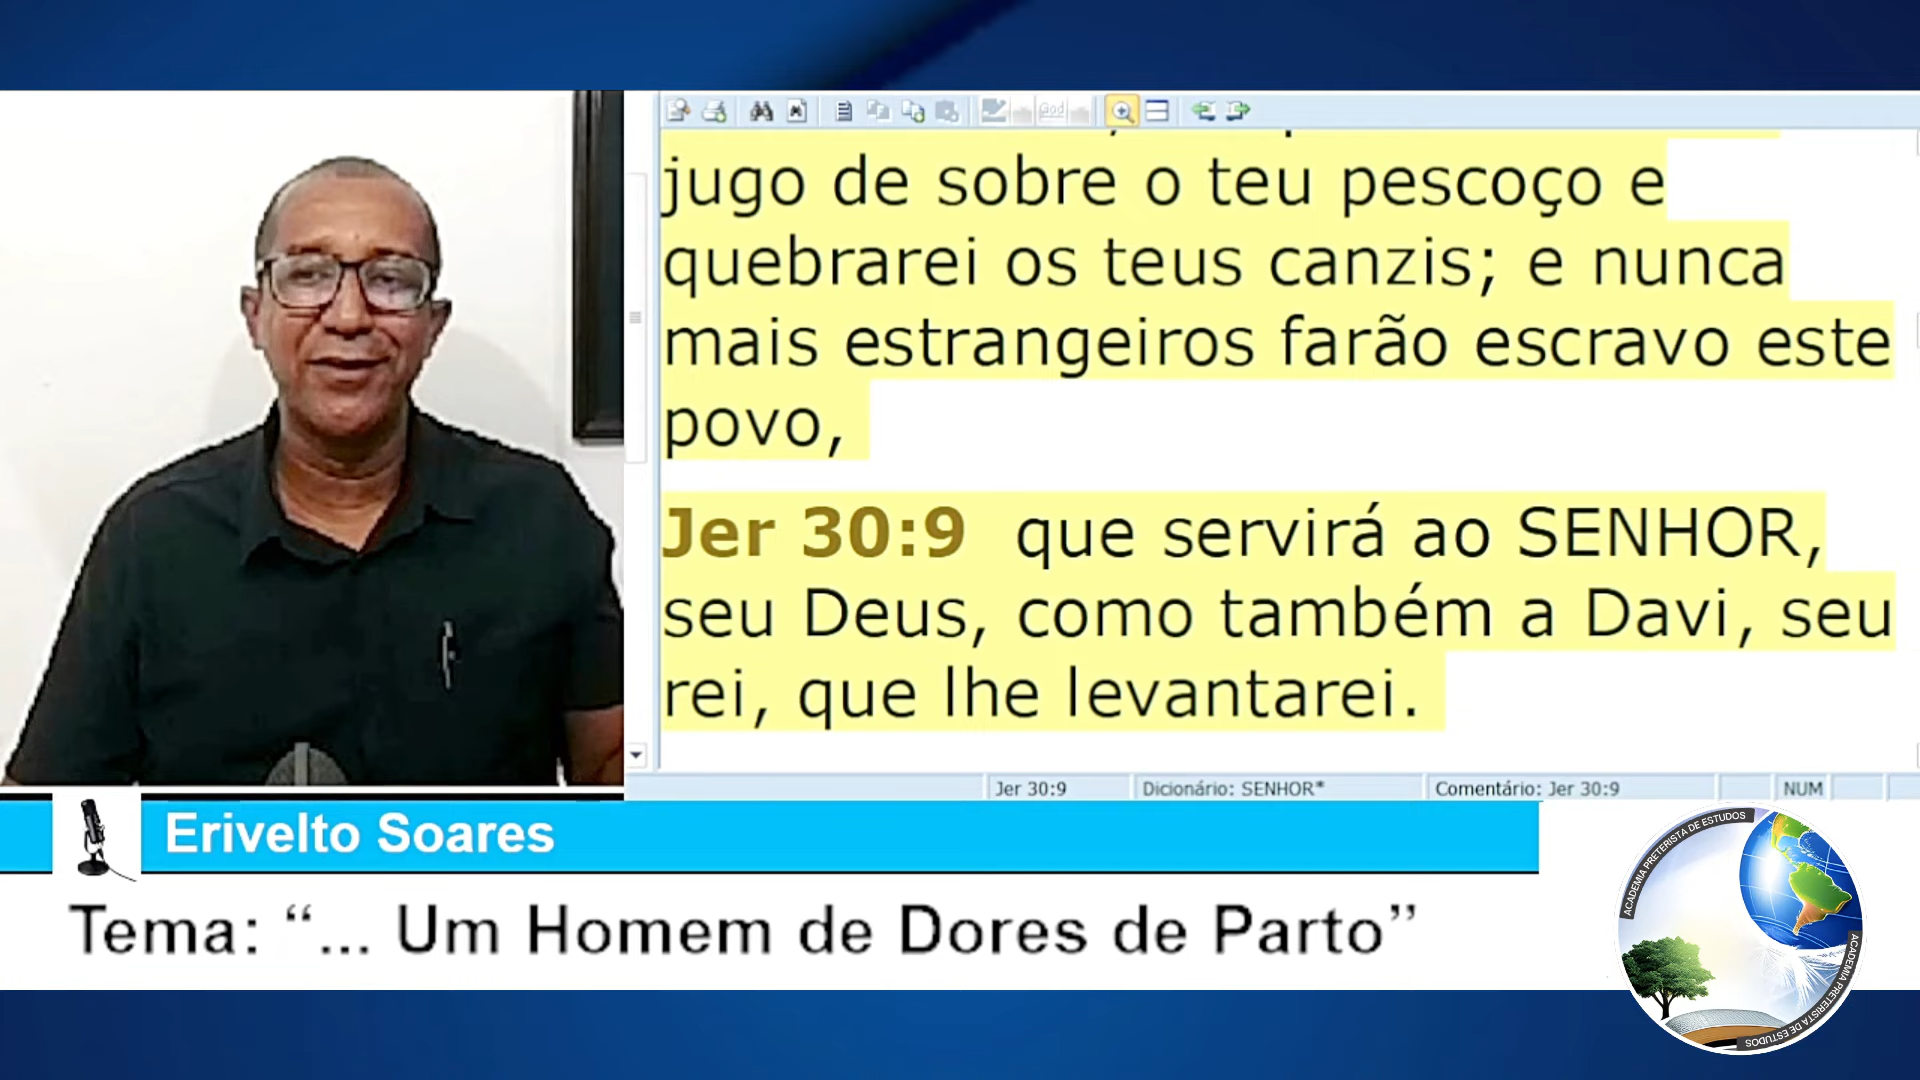 God
jugo de sobre o teu pescoço e
quebrarei os teus canzis; e nunca
mais estrangeiros farão escravo este
povo,
Jer 30:9 que servirá ao SENHOR,
seu Deus, como também a Davi, seu
rei, que lhe levantarei.
Jer 30:9 Dicionário: SENHOR* Comentário: Jer 30:9 NUM
Erivelto Soares
Tema: “... Um Homem de Dores de Parto”
ACADEMIA PRETERISTA DE ESTUDOS
ACADEMIA PRETERISTA DE ESTUDOS